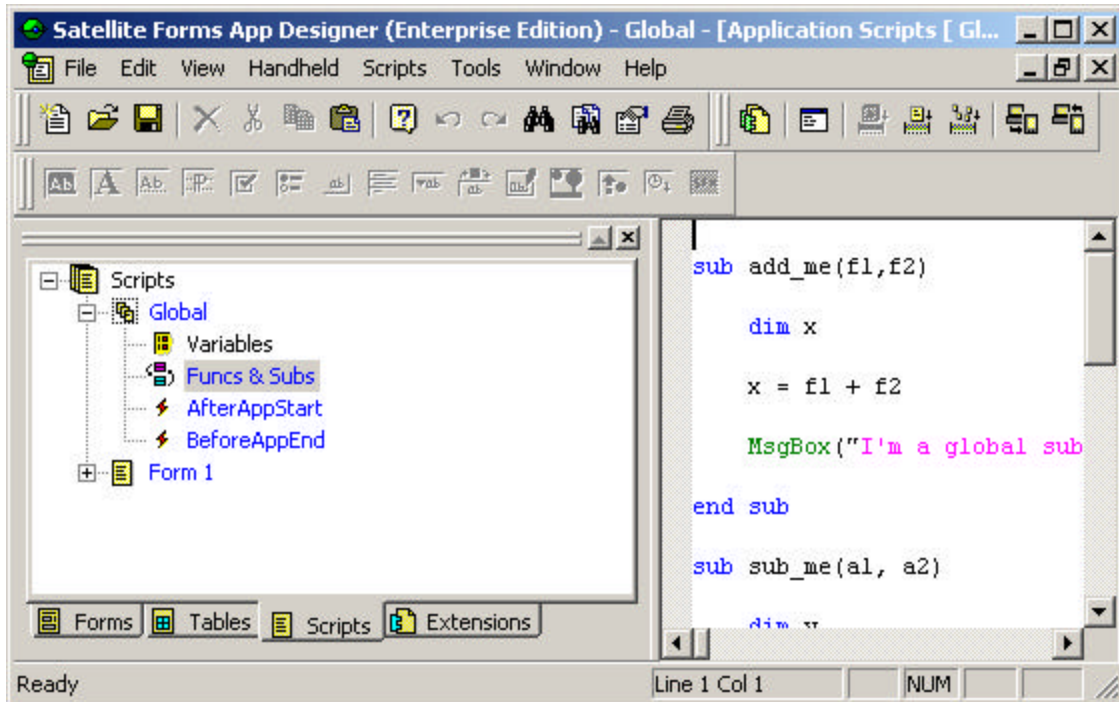 Satellite Forms App Designer (Enterprise Edition) - Global - [Application Scripts [ Gl...
File Edit View Handheld Scripts Tools Window Help
Scripts
Global
Variables
Funcs & Subs
AfterAppStart
BeforeAppEnd
Form 1
Forms Tables Scripts Extensions
sub add_me(f1,f2)
dim x
x = f1 + f2
MsgBox("I'm a global sub
end sub
sub sub_me(a1, a2)
dim
Ready Line 1 Col 1 NUM